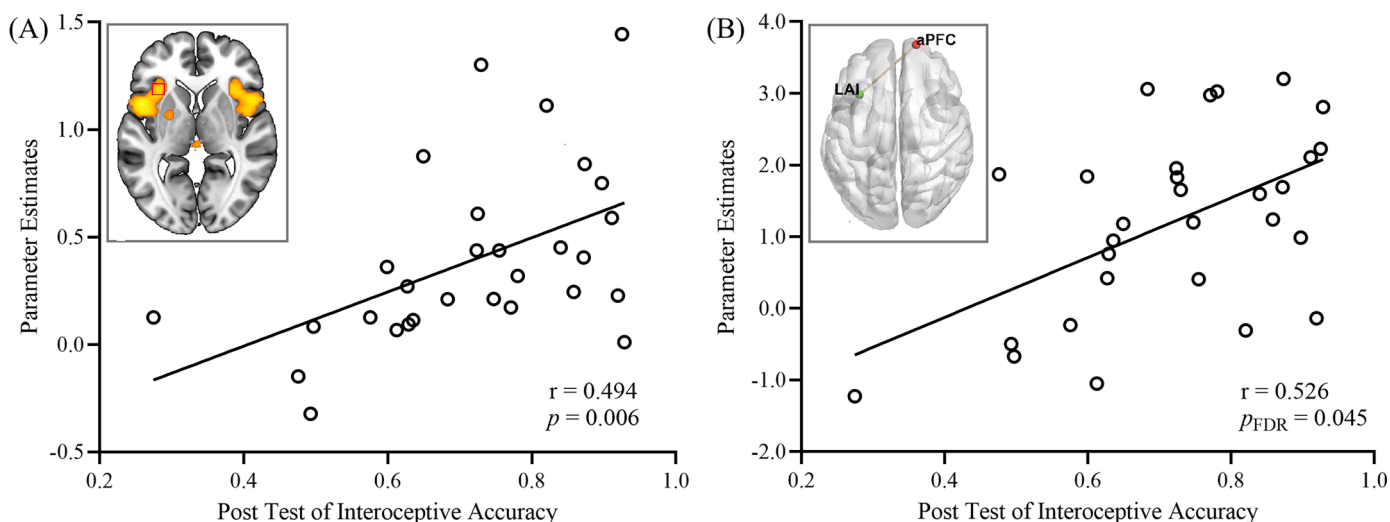 (A)
Parameter Estimates
1.5
1.0
0.5
0.0
-0.5
0.2
0.4
0.6
0.8
1.0
r = 0.494
p = 0.006
Post Test of Interoceptive Accuracy
(B)
aPFC
LAI
Parameter Estimates
4.0
3.0
2.0
1.0
0.0
-1.0
-2.0
0.2
0.4
0.6
0.8
1.0
r = 0.526
pFDR = 0.045
Post Test of Interoceptive Accuracy